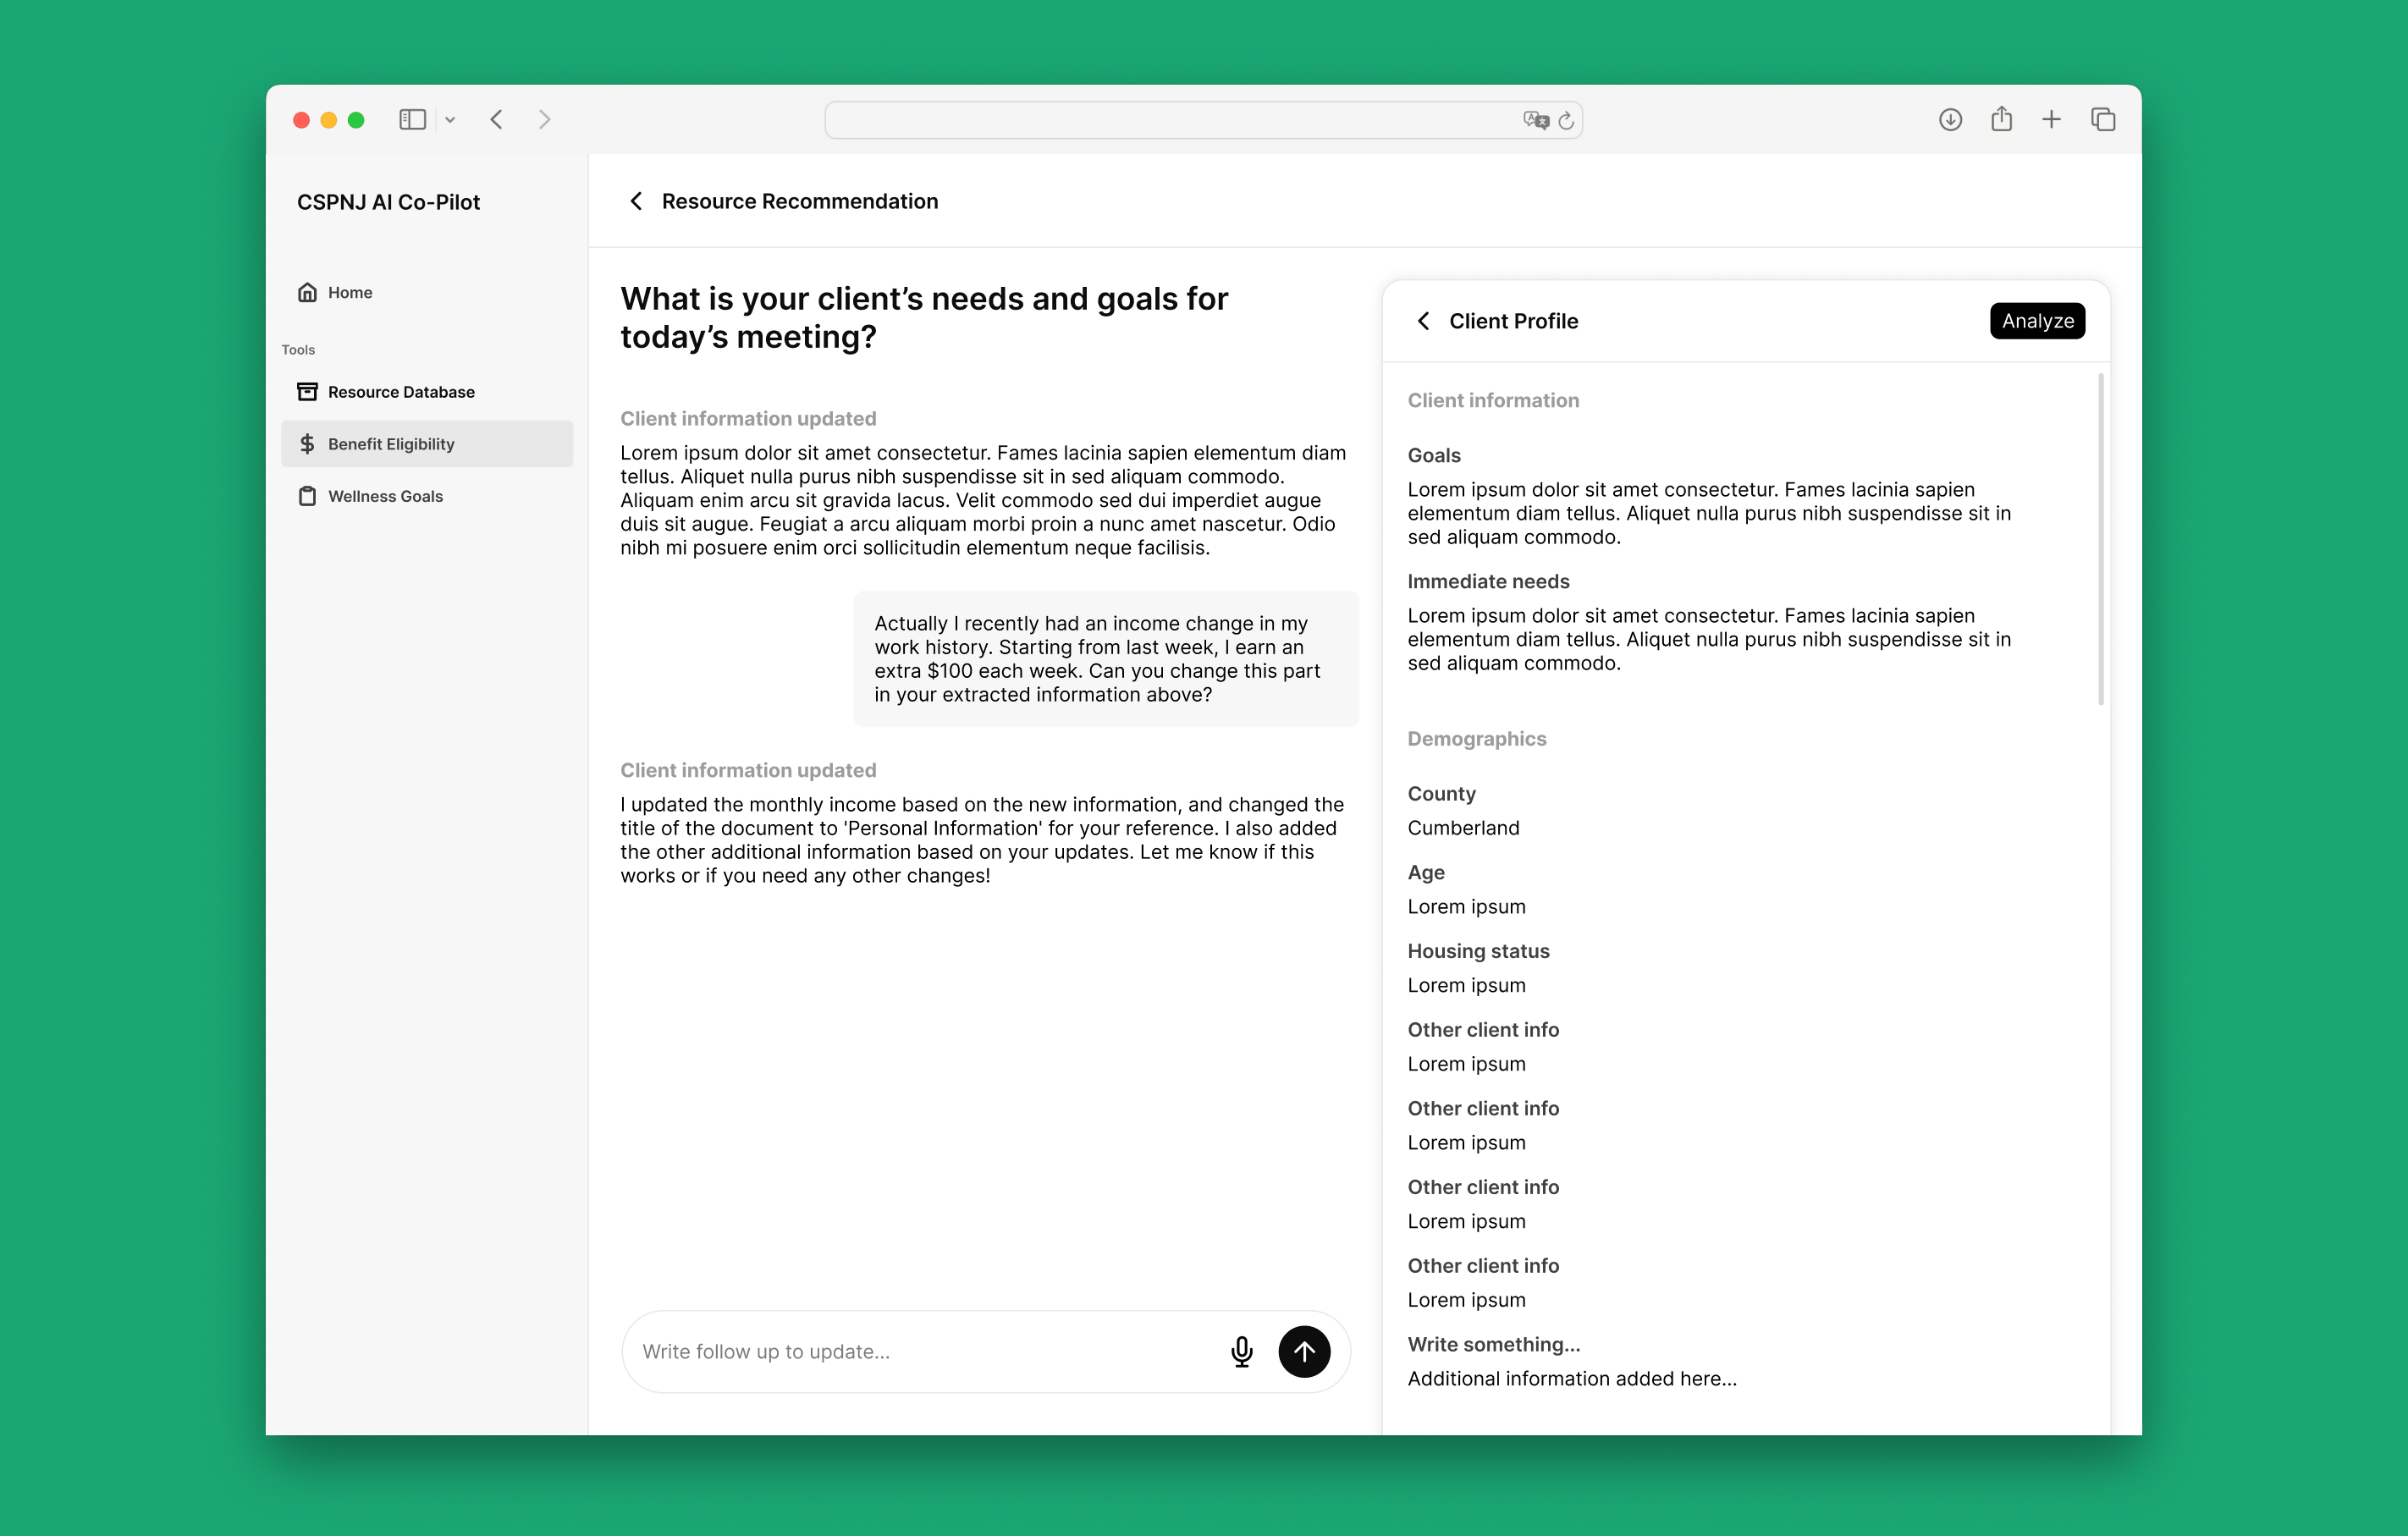 CSPNJ AI Co-Pilot
Home
Tools
Resource Database
Benefit Eligibility
Wellness Goals
Resource Recommendation
What is your client’s needs and goals for
today’s meeting?
Client information updated
Lorem ipsum dolor sit amet consectetur. Fames lacinia sapien elementum diam
tellus. Aliquet nulla purus nibh suspendisse sit in sed aliquam commodo.
Aliquam enim arcu sit gravida lacus. Velit commodo sed dui imperdiet augue
duis sit augue. Feugiat a arcu aliquam morbi proin a nunc amet nascetur. Odio
nibh mi posuere enim orci sollicitudin elementum neque facilisis.
Actually I recently had an income change in my
work history. Starting from last week, I earn an
extra $100 each week. Can you change this part
in your extracted information above?
Client information updated
I updated the monthly income based on the new information, and changed the
title of the document to 'Personal Information' for your reference. I also added
the other additional information based on your updates. Let me know if this
works or if you need any other changes!
Write follow up to update...
Client Profile
Analyze
Client information
Goals
Lorem ipsum dolor sit amet consectetur. Fames lacinia sapien
elementum diam tellus. Aliquet nulla purus nibh suspendisse sit in
sed aliquam commodo.
Immediate needs
Lorem ipsum dolor sit amet consectetur. Fames lacinia sapien
elementum diam tellus. Aliquet nulla purus nibh suspendisse sit in
sed aliquam commodo.
Demographics
County
Cumberland
Age
Lorem ipsum
Housing status
Lorem ipsum
Other client info
Lorem ipsum
Other client info
Lorem ipsum
Other client info
Lorem ipsum
Other client info
Lorem ipsum
Write something...
Additional information added here...